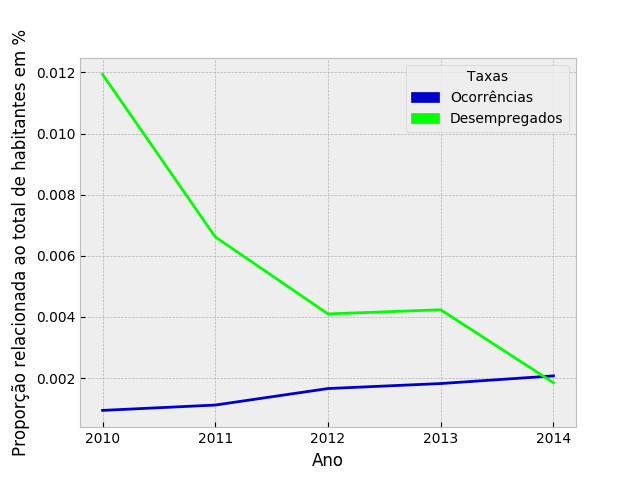 Proporção relacionada ao total de habitantes em %
0.012
0.010
0.008
0.006
0.004
0.002
Taxas
Ocorrências
Desempregados
2010 2011 2012 2013 2014
Ano